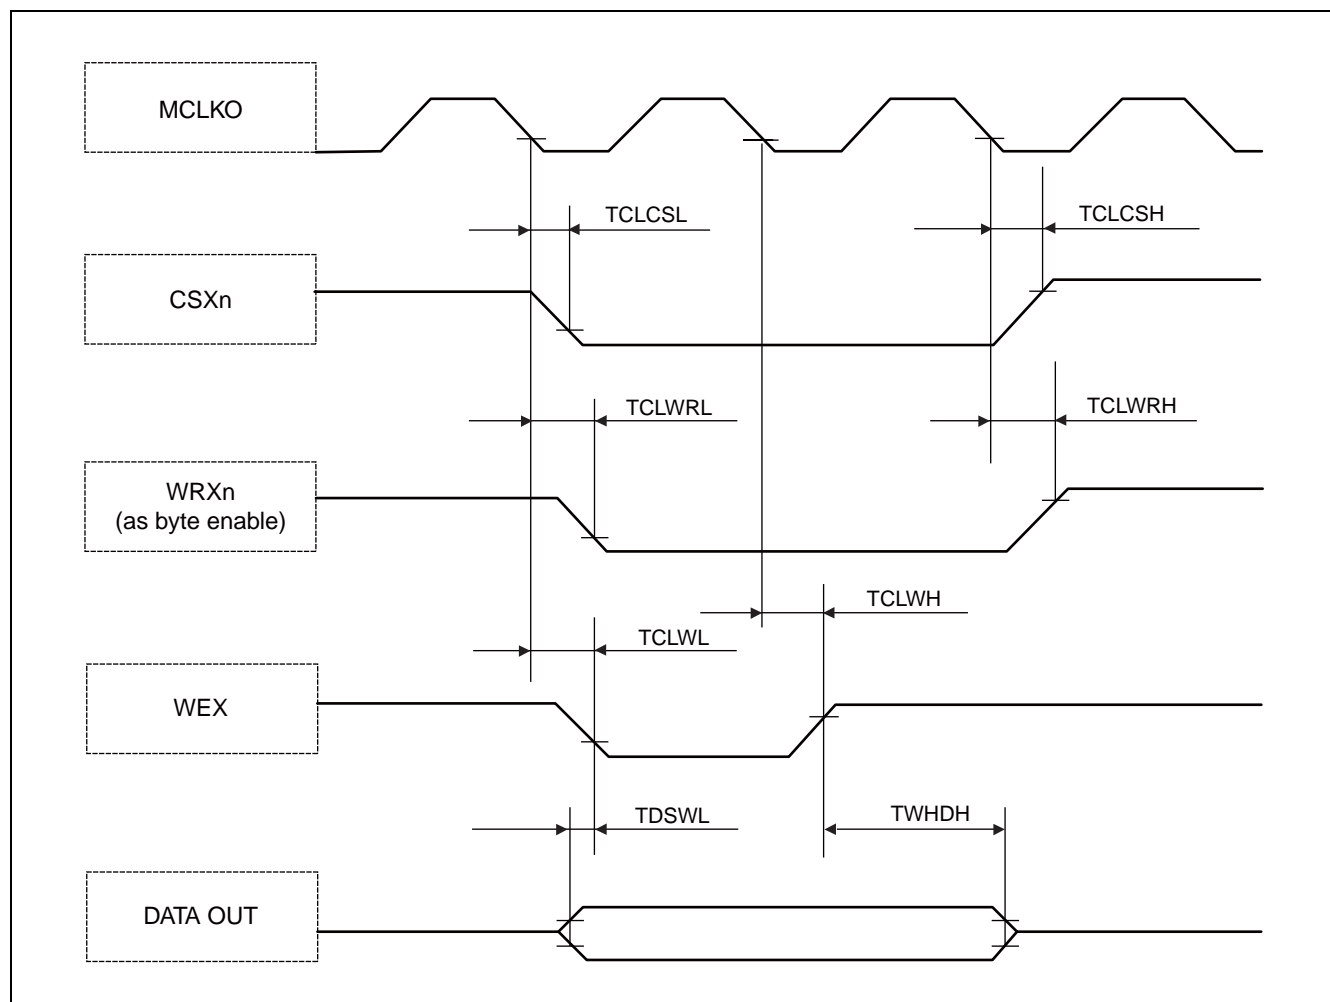 MCLKO
TCLCSL
TCLCSH
CSXn
TCLWRL
TCLWRH
WRXn
(as byte enable)
TCLWH
TCLWL
WEX
TDSWL
TWHDH
DATA OUT